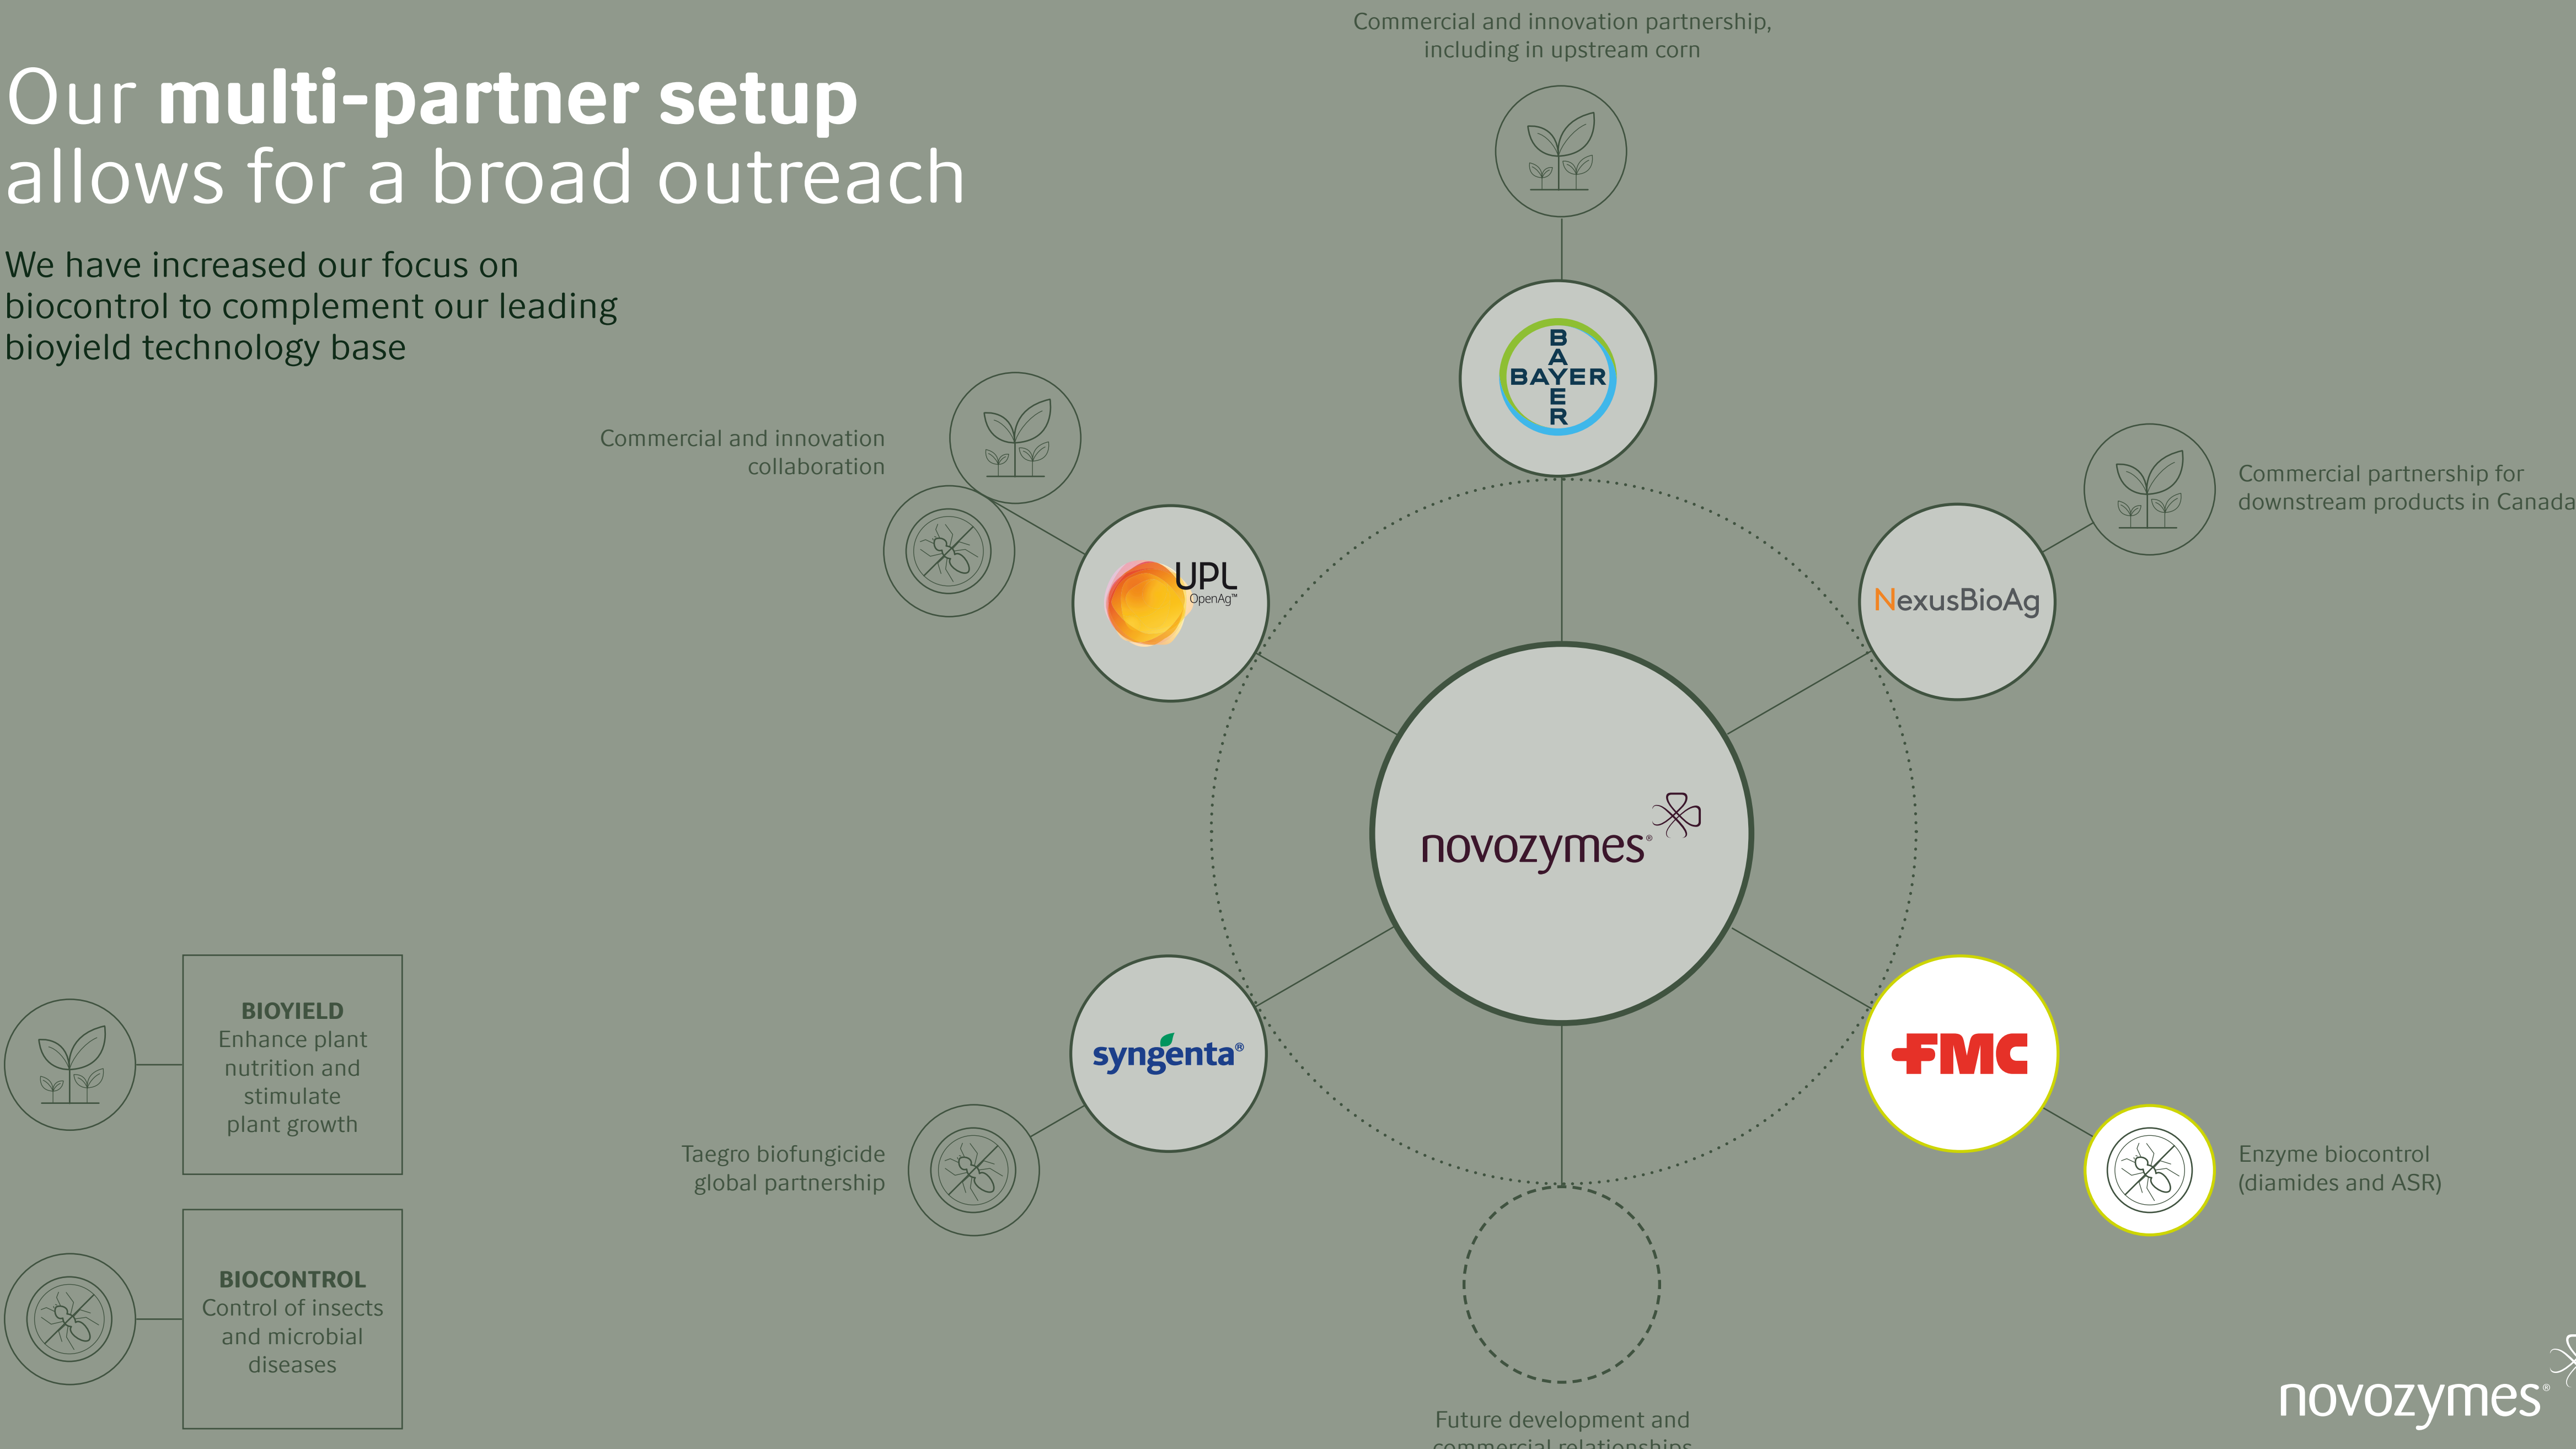 Our multi-partner setup
allows for a broad outreach
We have increased our focus on
biocontrol to complement our leading
bioyield technology base
Commercial and innovation partnership,
including in upstream corn
B
A
BAYER
E
R
Commercial and innovation
collaboration
UPL
OpenAg™
Commercial partnership for
downstream products in Canada
NexusBioAg
novozymes®
syngenta®
Taegro biofungicide
global partnership
FMC
Enzyme biocontrol
(diamides and ASR)
Future development and
commercial relationships
BIOYIELD
Enhance plant
nutrition and
stimulate
plant growth
BIOCONTROL
Control of insects
and microbial
diseases
novozymes®